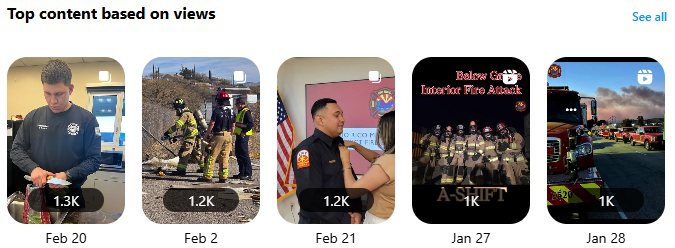 Top content based on views
See all
1.3K
Feb 20
1.2K
Feb 2
1.2K
Feb 21
Below Grade
Interior Fire Attack
A-SHIFT
1K
Jan 27
1K
Jan 28